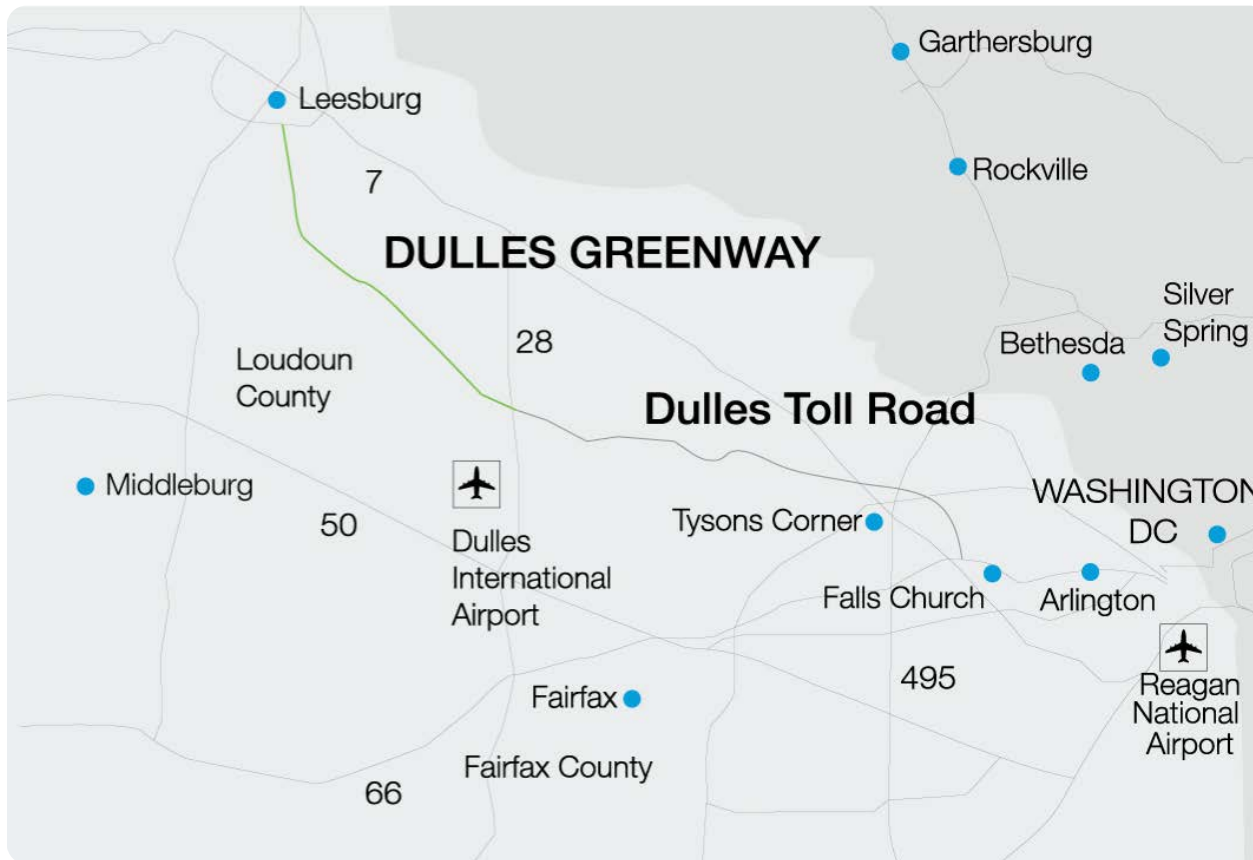 Garthersburg
Leesburg
Rockville
7
DULLES GREENWAY
Silver
Spring
28
Bethesda
Loudoun
County
Dulles Toll Road
Middleburg
WASHINGTON
DC
50
Tysons Corner
Dulles
International
Airport
Falls Church
Arlington
495
Reagan
National
Airport
Fairfax
Fairfax County
66